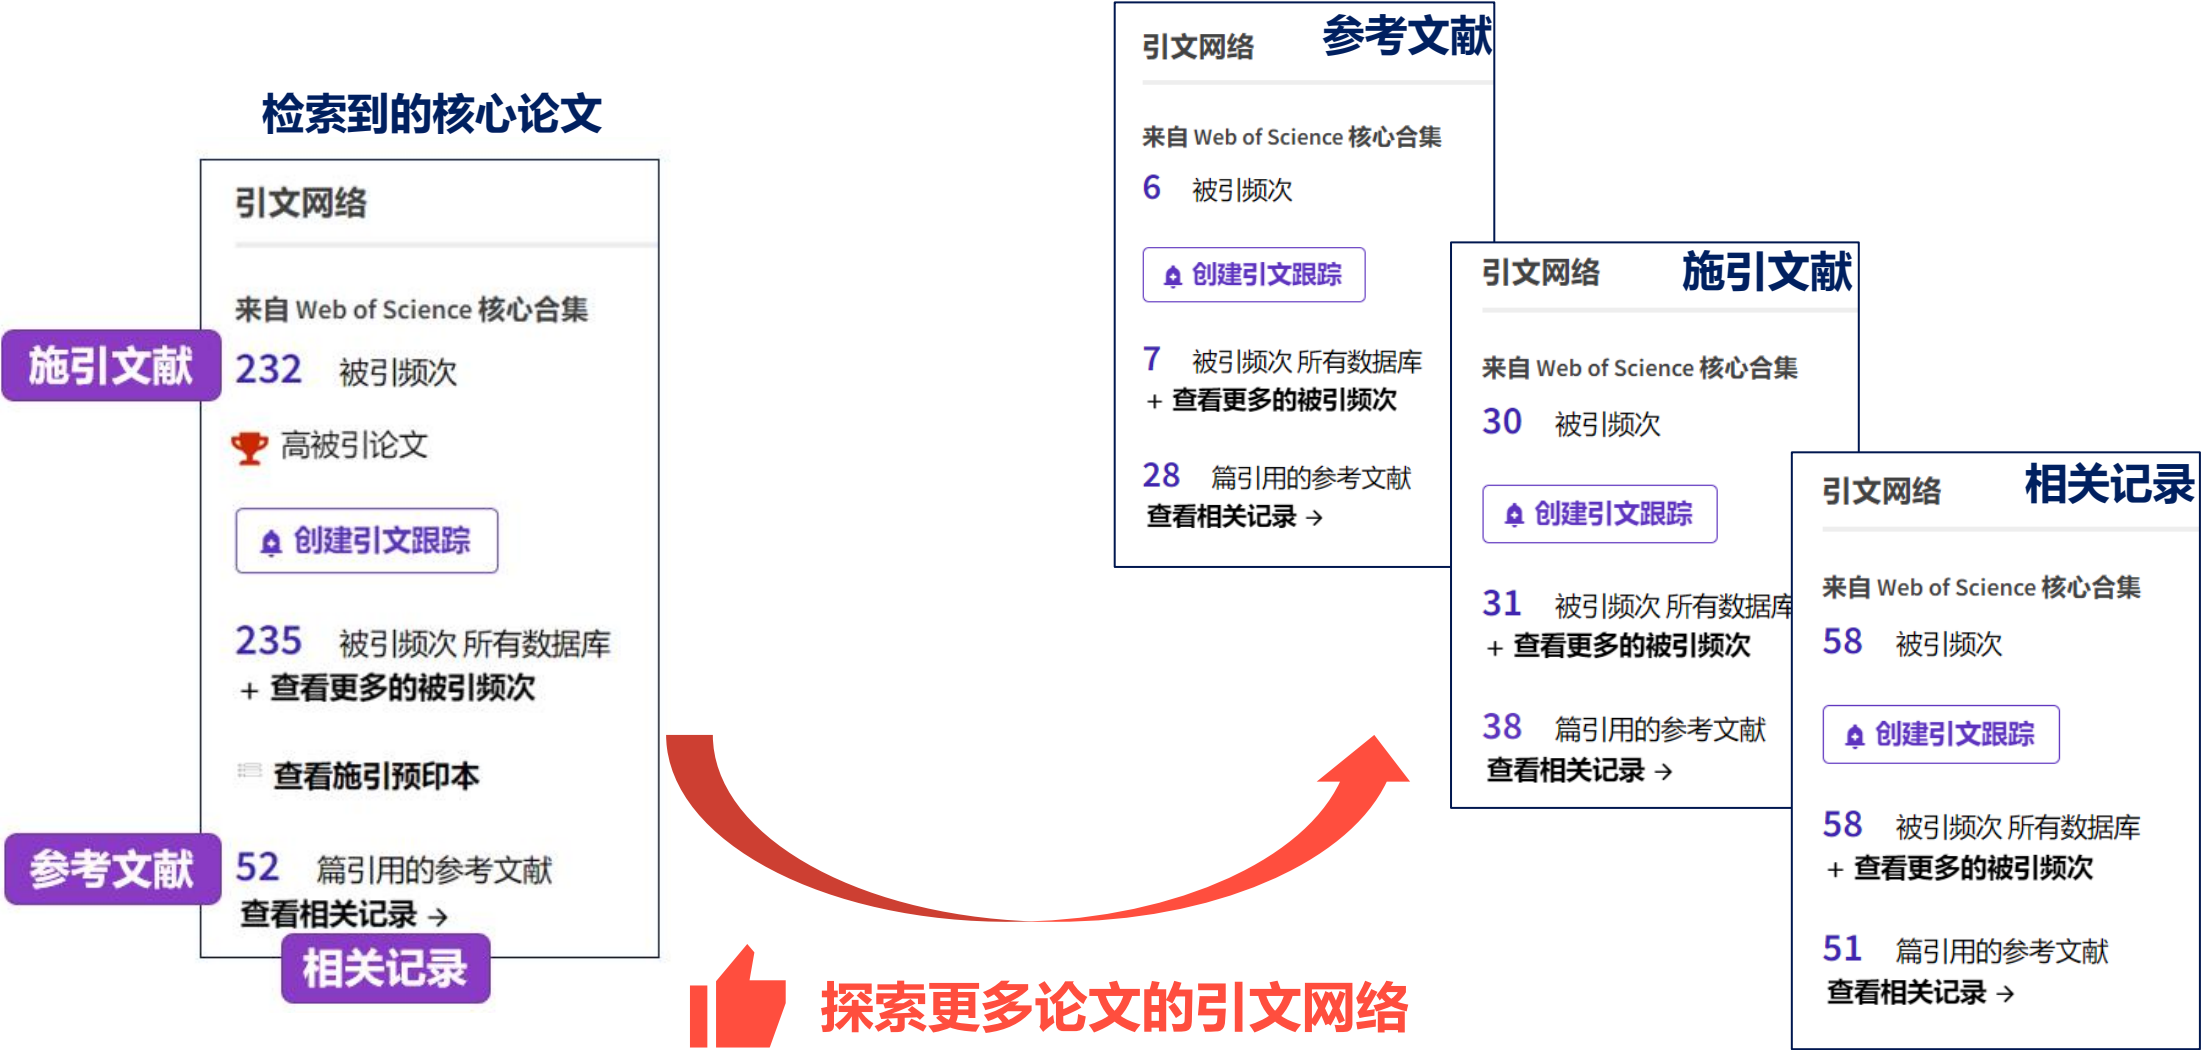 检索到的核心论文
引文网络
来自 Web of Science 核心合集
施引文献
232 被引频次
高被引论文
创建引文跟踪
235 被引频次 所有数据库
+ 查看更多的被引频次
查看施引预印本
参考文献
52 篇引用的参考文献
查看相关记录 →
相关记录
引文网络
参考文献
来自 Web of Science 核心合集
6 被引频次
创建引文跟踪
7 被引频次 所有数据库
+ 查看更多的被引频次
28 篇引用的参考文献
查看相关记录 →
引文网络
施引文献
来自 Web of Science 核心合集
30 被引频次
创建引文跟踪
31 被引频次 所有数据库
+ 查看更多的被引频次
38 篇引用的参考文献
查看相关记录 →
引文网络
相关记录
来自 Web of Science 核心合集
58 被引频次
创建引文跟踪
58 被引频次 所有数据库
+ 查看更多的被引频次
51 篇引用的参考文献
查看相关记录 →
探索更多论文的引文网络